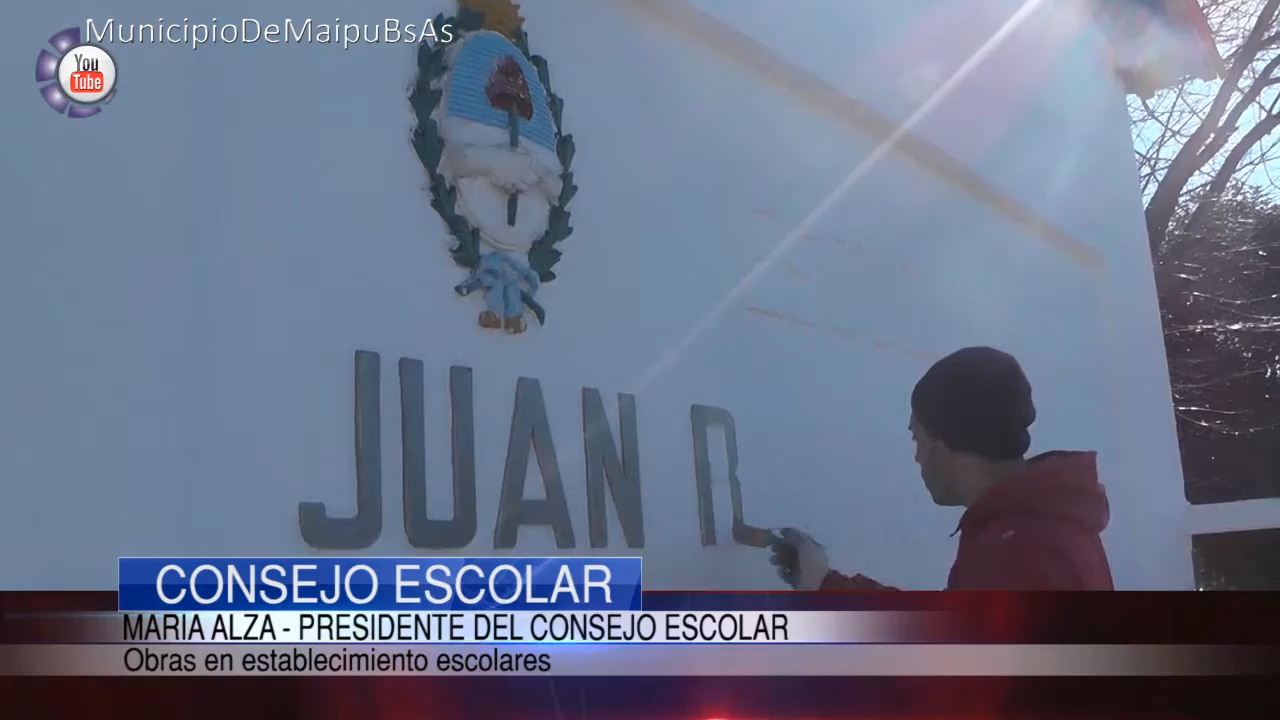 MunicipioDeMaipuBsAs
You
Tube
JUAN B
CONSEJO ESCOLAR
MARIA ALZA - PRESIDENTE DEL CONSEJO ESCOLAR
Obras en establecimiento escolares